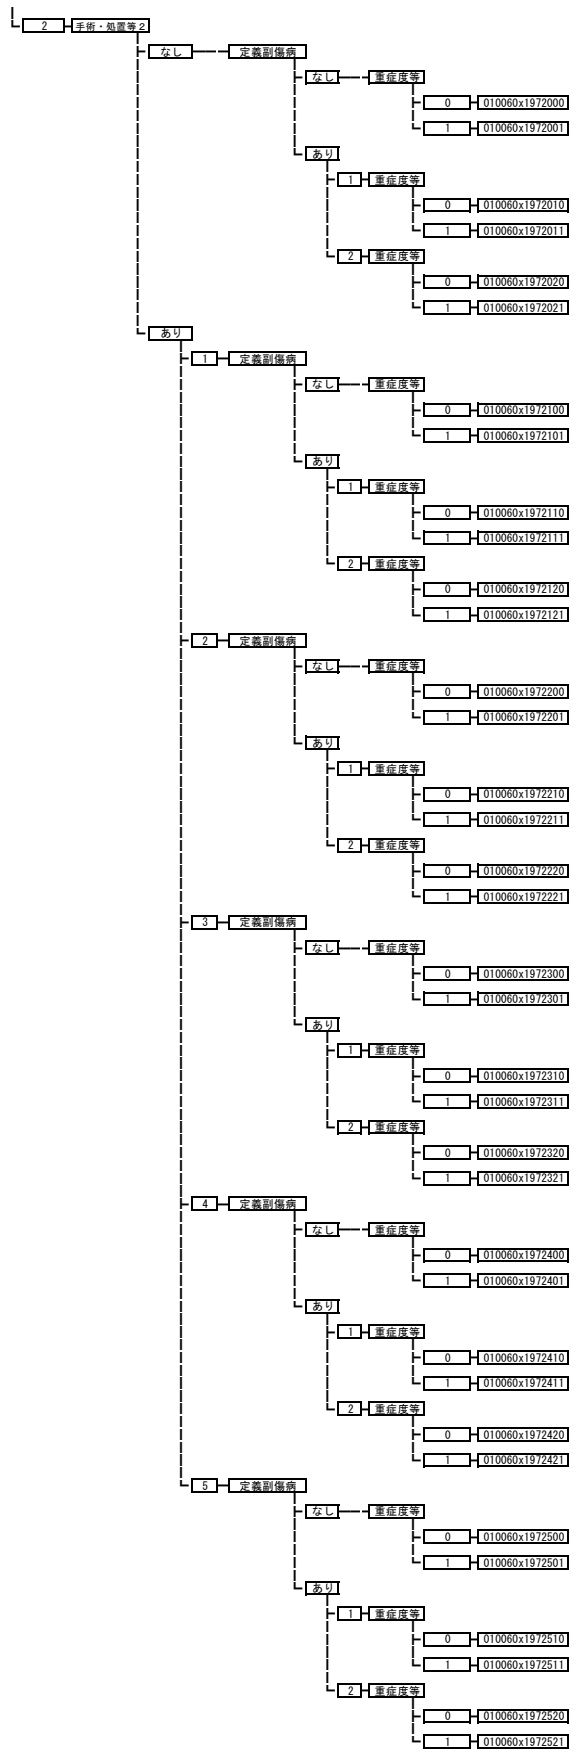 2 手術・処置等２
なし 定義副傷病
なし 重症度等
0 010060x1972000
1 010060x1972001
あり
1 重症度等
0 010060x1972010
1 010060x1972011
2 重症度等
0 010060x1972020
1 010060x1972021
あり
1 定義副傷病
なし 重症度等
0 010060x1972100
1 010060x1972101
あり
1 重症度等
0 010060x1972110
1 010060x1972111
2 重症度等
0 010060x1972120
1 010060x1972121
2 定義副傷病
なし 重症度等
0 010060x1972200
1 010060x1972201
あり
1 重症度等
0 010060x1972210
1 010060x1972211
2 重症度等
0 010060x1972220
1 010060x1972221
3 定義副傷病
なし 重症度等
0 010060x1972300
1 010060x1972301
あり
1 重症度等
0 010060x1972310
1 010060x1972311
2 重症度等
0 010060x1972320
1 010060x1972321
4 定義副傷病
なし 重症度等
0 010060x1972400
1 010060x1972401
あり
1 重症度等
0 010060x1972410
1 010060x1972411
2 重症度等
0 010060x1972420
1 010060x1972421
5 定義副傷病
なし 重症度等
0 010060x1972500
1 010060x1972501
あり
1 重症度等
0 010060x1972510
1 010060x1972511
2 重症度等
0 010060x1972520
1 010060x1972521